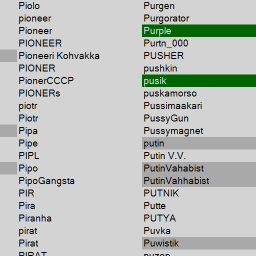 Piolo
pioneer
Pioneer
PIONEER
Pioneeri Kohvakka
PIONER
PionerCCCP
PIONERs
piotr
Piotr
Pipa
Pipe
PIPL
Pipo
PipoGangsta
PIR
Pira
Piranha
pirat
Pirat
PIRAT
Purgen
Purgorator
Purple
Purtn_000
PUSHER
pushkin
pusik
puskamorso
Pussimaakari
PussyGun
Pussymagnet
putin
Putin V.V.
PutinVahabist
PutinVahhabist
PUTNIK
Putte
PUTYA
Puvka
Puwistik
puzon